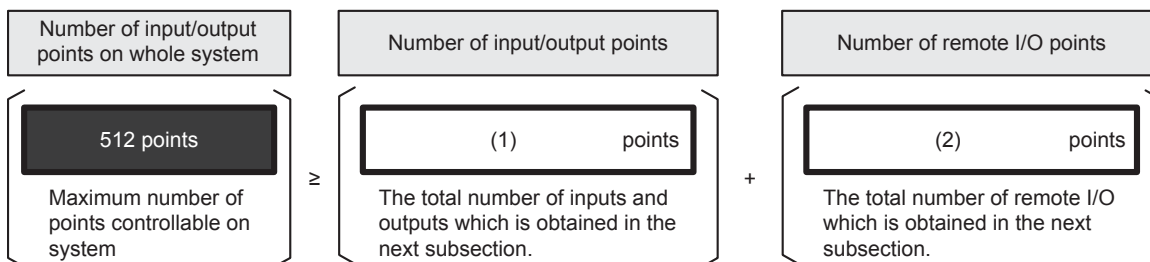 Number of input/output
points on whole system
Number of input/output points
Number of remote I/O points
512 points
(1) points
(2) points
Maximum number of
points controllable on
system
≥
The total number of inputs and
outputs which is obtained in the
next subsection.
+
The total number of remote I/O
which is obtained in the next
subsection.